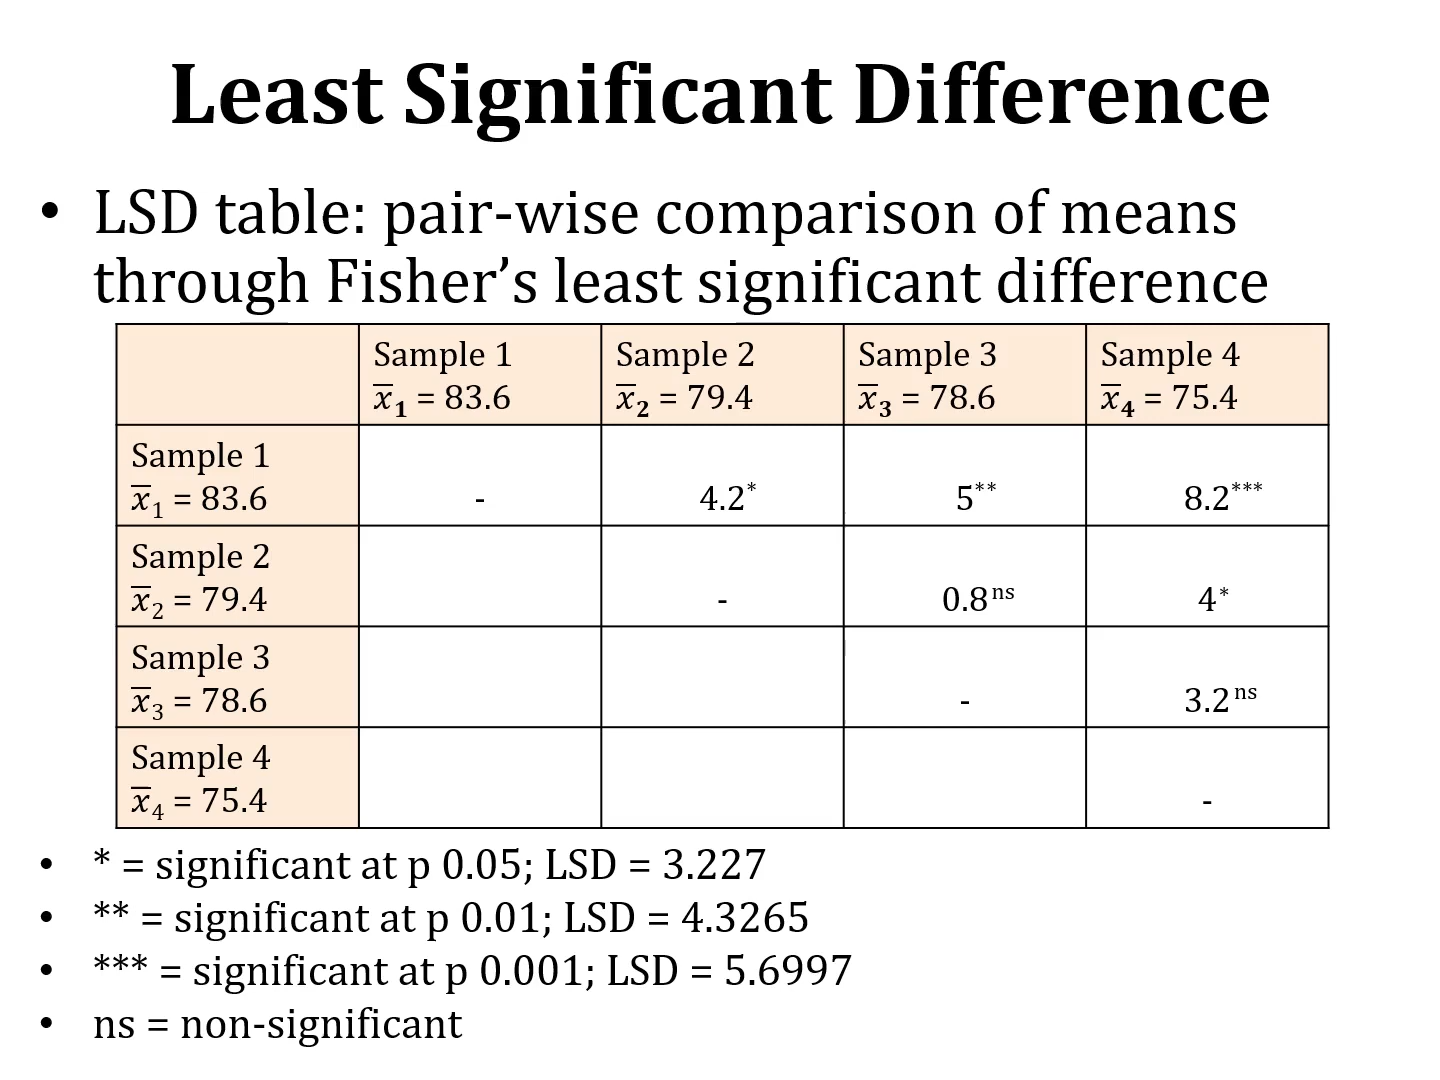 Least Significant Difference
• LSD table: pair-wise comparison of means
through Fisher’s least significant difference
Sample 1 Sample 2 Sample 3 Sample 4
x̅₁ = 83.6 x̅₂ = 79.4 x̅₃ = 78.6 x̅₄ = 75.4
Sample 1
x̅₁ = 83.6 - 4.2* 5** 8.2***
Sample 2
x̅₂ = 79.4 - 0.8ns 4*
Sample 3
x̅₃ = 78.6 - 3.2ns
Sample 4
x̅₄ = 75.4 -
• * = significant at p 0.05; LSD = 3.227
• ** = significant at p 0.01; LSD = 4.3265
• *** = significant at p 0.001; LSD = 5.6997
• ns = non-significant